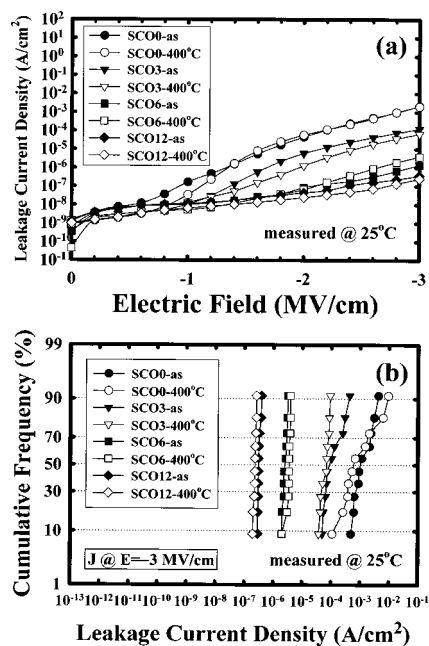 Leakage Current Density (A/cm²)
10²
10¹
10⁰
10⁻¹
10⁻²
10⁻³
10⁻⁴
10⁻⁵
10⁻⁶
10⁻⁷
10⁻⁸
10⁻⁹
10⁻¹⁰
10⁻¹¹
SCO0-as
SCO0-400°C
SCO3-as
SCO3-400°C
SCO6-as
SCO6-400°C
SCO12-as
SCO12-400°C
(a)
measured @ 25°C
0 -1 -2 -3
Electric Field (MV/cm)
Cumulative Frequency (%)
99
90
70
50
30
10
1
SCO0-as
SCO0-400°C
SCO3-as
SCO3-400°C
SCO6-as
SCO6-400°C
SCO12-as
SCO12-400°C
(b)
J @ E=-3 MV/cm
measured @ 25°C
10⁻¹³ 10⁻¹² 10⁻¹¹ 10⁻¹⁰ 10⁻⁹ 10⁻⁸ 10⁻⁷ 10⁻⁶ 10⁻⁵ 10⁻⁴ 10⁻³ 10⁻² 10⁻¹
Leakage Current Density (A/cm²)